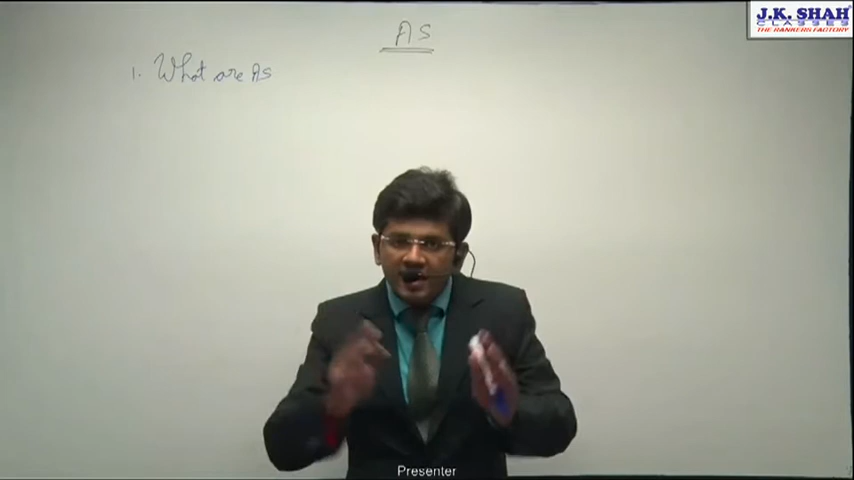 AS
J.K. SHAH
CLASSES
THE RANKERS FACTORY
1. What are AS
Presenter